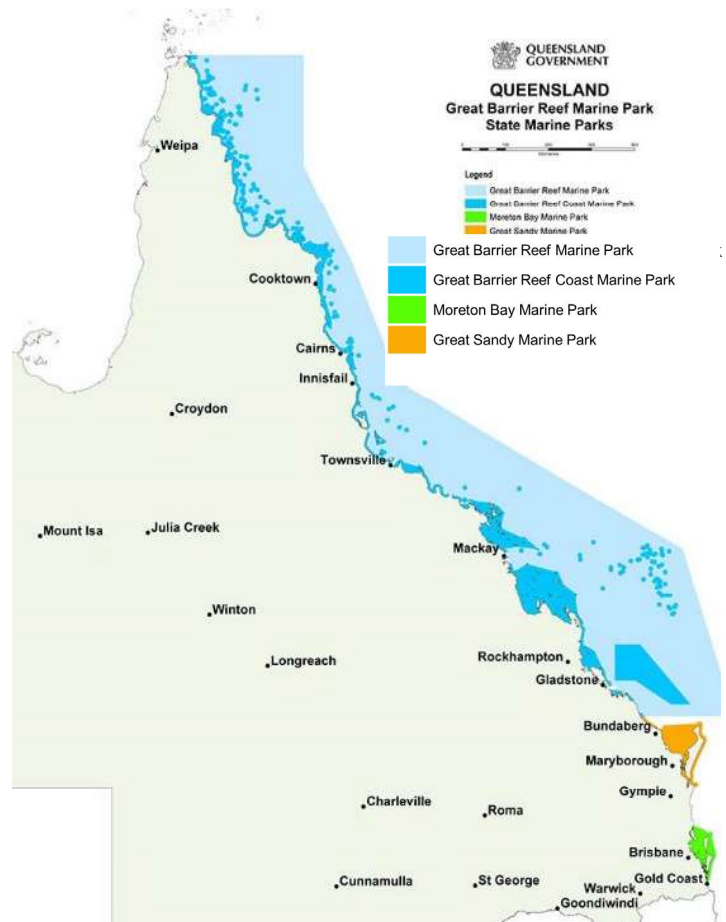 QUEENSLAND
GOVERNMENT
QUEENSLAND
Great Barrier Reef Marine Park
State Marine Parks
Legend
Great Barrier Reef Marine Park
Great Barrier Reef Coast Marine Park
Moreton Bay Marine Park
Great Sandy Marine Park
Great Barrier Reef Marine Park
Great Barrier Reef Coast Marine Park
Moreton Bay Marine Park
Great Sandy Marine Park
Weipa
Cooktown
Cairns
Innisfail
Croydon
Townsville
Mount Isa
Julia Creek
Mackay
Winton
Longreach
Rockhampton
Gladstone
Bundaberg
Maryborough
Gympie
Charleville
Roma
Brisbane
Gold Coast
Cunnamulla
St George
Warwick
Goondiwindi